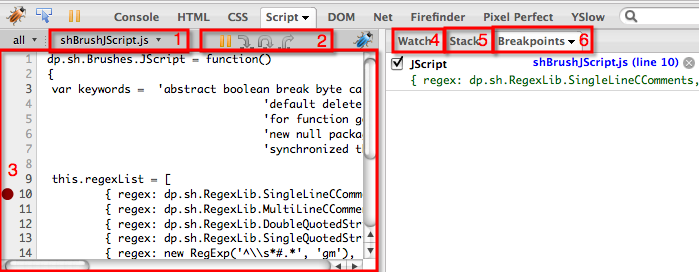 Console HTML CSS Script DOM Net Firefinder Pixel Perfect YSlow
all shBrushJScript.js 1 2 Watch 4 Stack 5 Breakpoints 6
3
1 dp.sh.Brushes.JScript = function()
2 {
3 var keywords = 'abstract boolean break byte ca
4 'default delete
5 'for function g
6 'new null packa
7 'synchronized t
8
9 this.regexList = [
10 { regex: dp.sh.RegexLib.SingleLineCComme
11 { regex: dp.sh.RegexLib.MultiLineCCommen
12 { regex: dp.sh.RegexLib.DoubleQuotedStr
13 { regex: dp.sh.RegexLib.SingleQuotedStr
14 { regex: new RegExp('^\\s*#.*', 'gm'),
JScript shBrushJScript.js (line 10)
{ regex: dp.sh.RegexLib.SingleLineCComments,